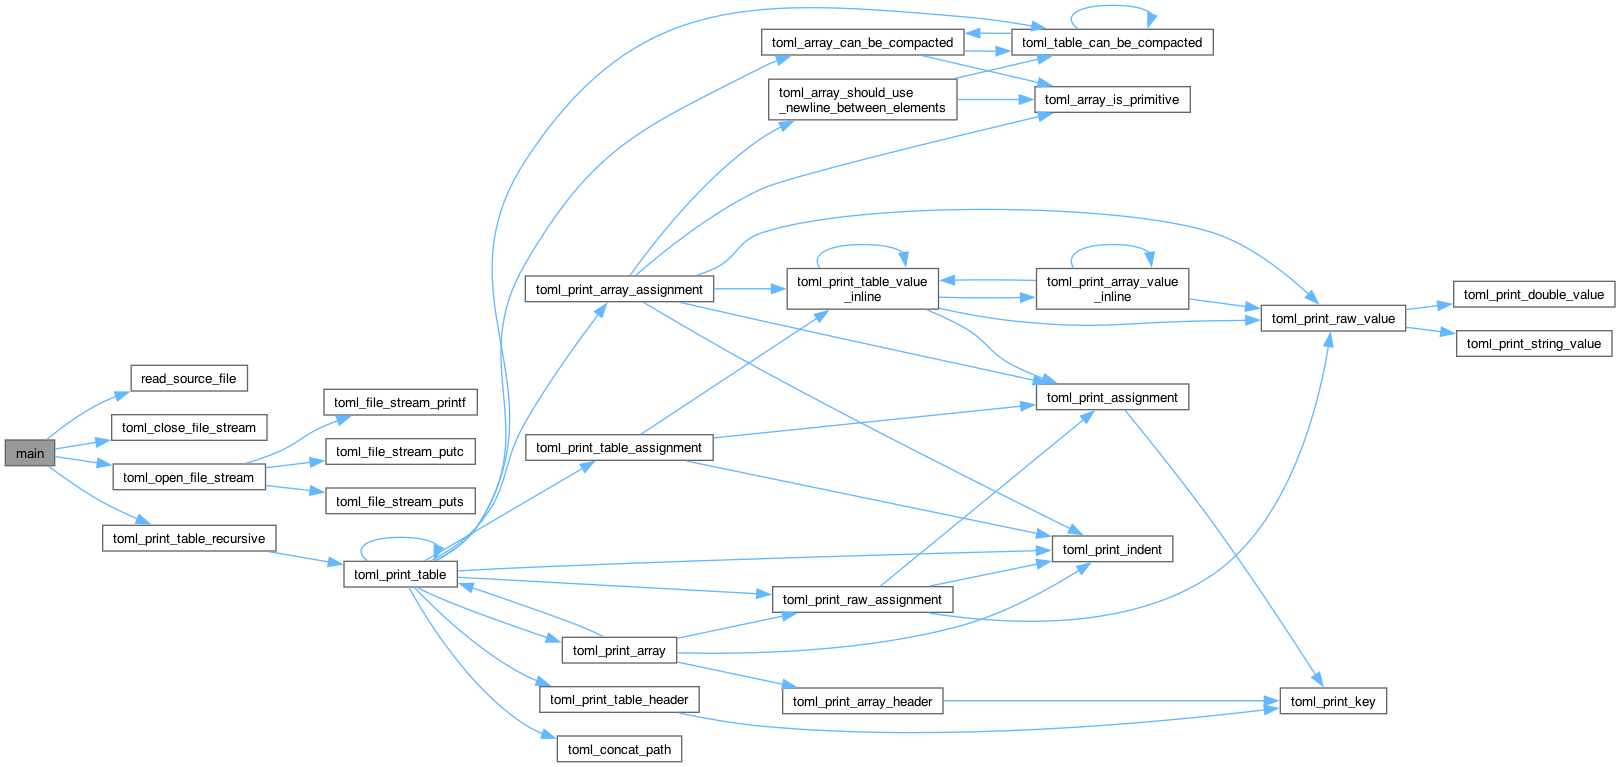 main
read_source_file
toml_close_file_stream
toml_open_file_stream
toml_print_table_recursive
toml_file_stream_printf
toml_file_stream_putc
toml_file_stream_puts
toml_print_table
toml_print_array_assignment
toml_print_table_assignment
toml_print_array
toml_print_table_header
toml_concat_path
toml_array_can_be_compacted
toml_array_should_use
_newline_between_elements
toml_print_table_value
_inline
toml_print_raw_assignment
toml_print_array_header
toml_table_can_be_compacted
toml_array_is_primitive
toml_print_array_value
_inline
toml_print_assignment
toml_print_indent
toml_print_raw_value
toml_print_key
toml_print_double_value
toml_print_string_value